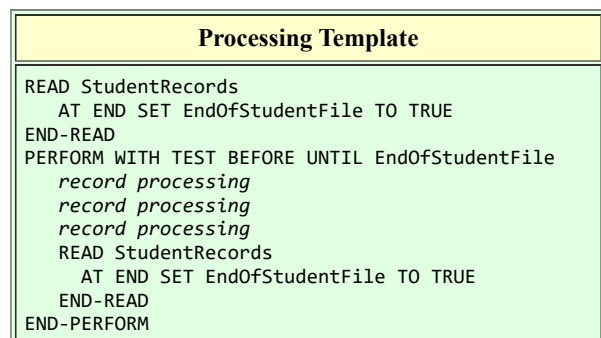 Processing Template
READ StudentRecords
AT END SET EndOfStudentFile TO TRUE
END-READ
PERFORM WITH TEST BEFORE UNTIL EndOfStudentFile
record processing
record processing
record processing
READ StudentRecords
AT END SET EndOfStudentFile TO TRUE
END-READ
END-PERFORM